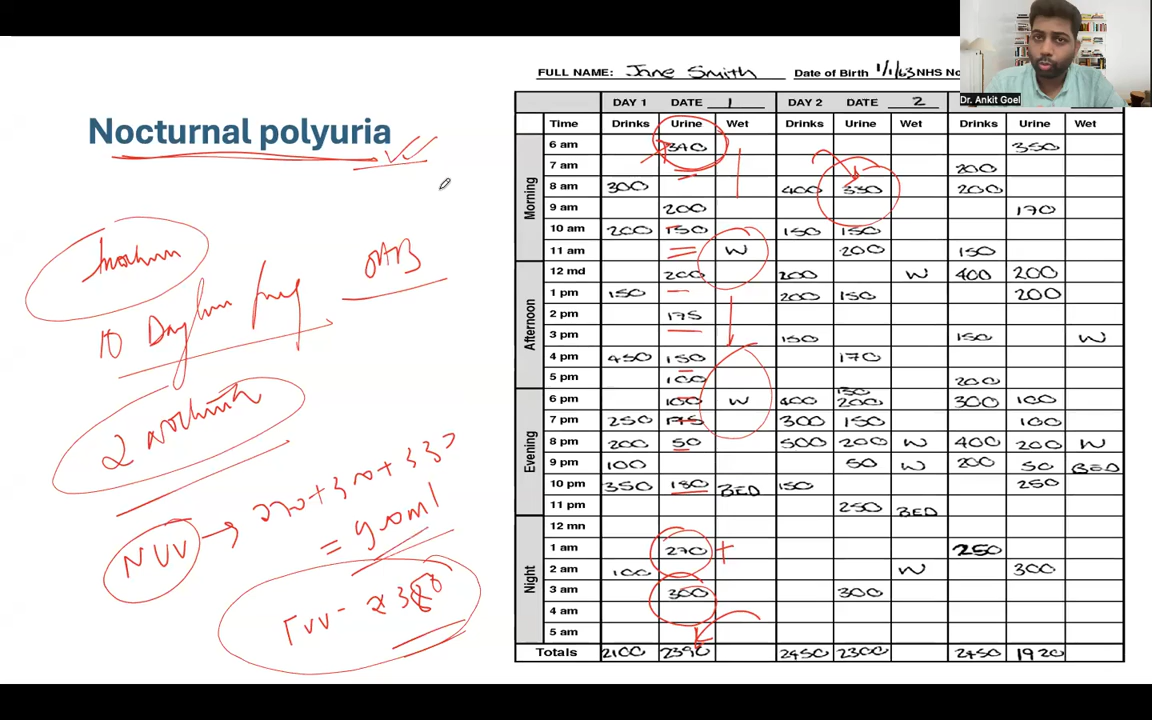 FULL NAME: Jane Smith Date of Birth 1/1/63 NHS No
Dr. Ankit Goel
Nocturnal polyuria
DAY 1 DATE 1 DAY 2 DATE 2
Time Drinks Urine Wet Drinks Urine Wet Drinks Urine Wet
Morning
6 am 340 350
7 am 200
8 am 300 400 330 200
9 am 200 170
10 am 200 150 150 150
11 am W 200 150
Afternoon
12 md 200 200 W 400 200
1 pm 150 200 150 200
2 pm 175
3 pm 150 150 W
4 pm 450 150 170
5 pm 100 200
Evening
6 pm 100 W 400 150 200 300 100
7 pm 250 175 300 150 100
8 pm 200 50 500 200 W 400 200 W
9 pm 100 50 W 200 50 BED
10 pm 350 180 BED 150 250
11 pm 250 BED
Night
12 mn
1 am 270 + 250
2 am 100 W 300
3 am 300 300
4 am
5 am
Totals 2100 2390 2450 2300 2450 1920
OAB
10 Daytime freq
2 nocturia
NUV → 270+300+330
= 900ml